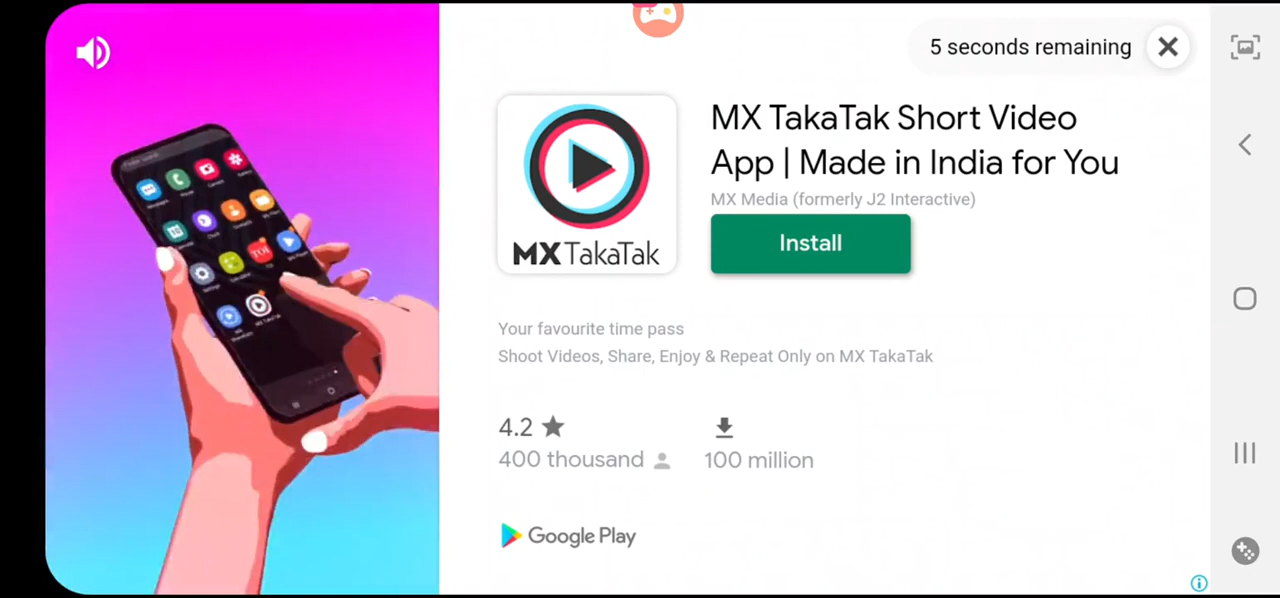 5 seconds remaining
MX TakaTak Short Video
App | Made in India for You
MX Media (formerly J2 Interactive)
MXTakaTak
Install
Your favourite time pass
Shoot Videos, Share, Enjoy & Repeat Only on MX TakaTak
4.2
400 thousand
100 million
Google Play
TOI
MX TakaTak